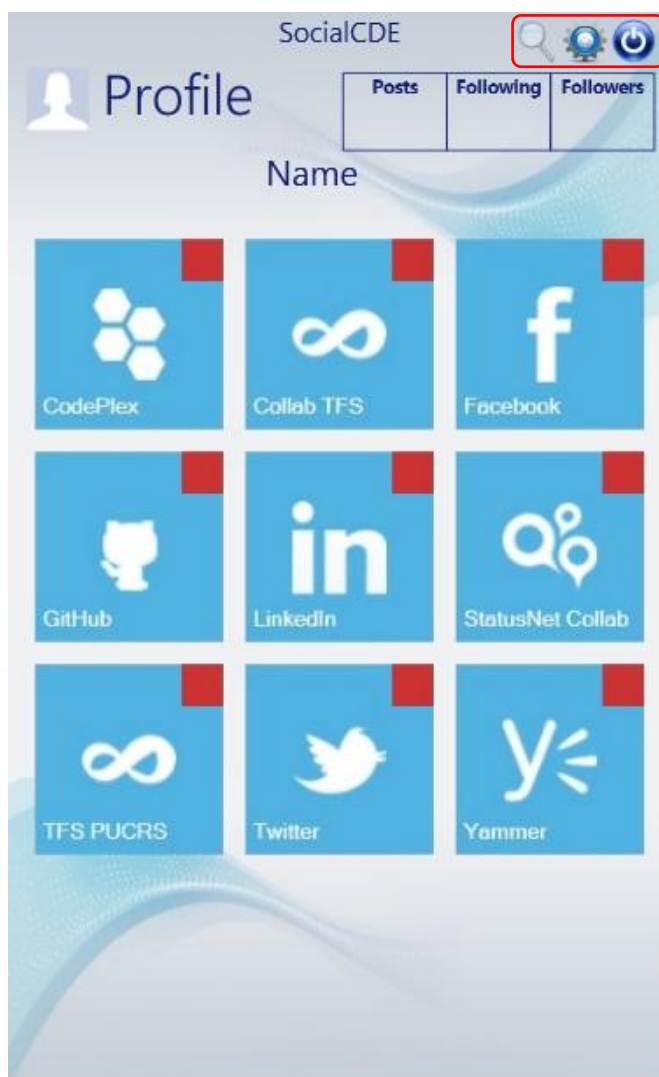 SocialCDE
Profile
Posts Following Followers
Name
CodePlex Collab TFS Facebook
GitHub LinkedIn StatusNet Collab
TFS PUCRS Twitter Yammer